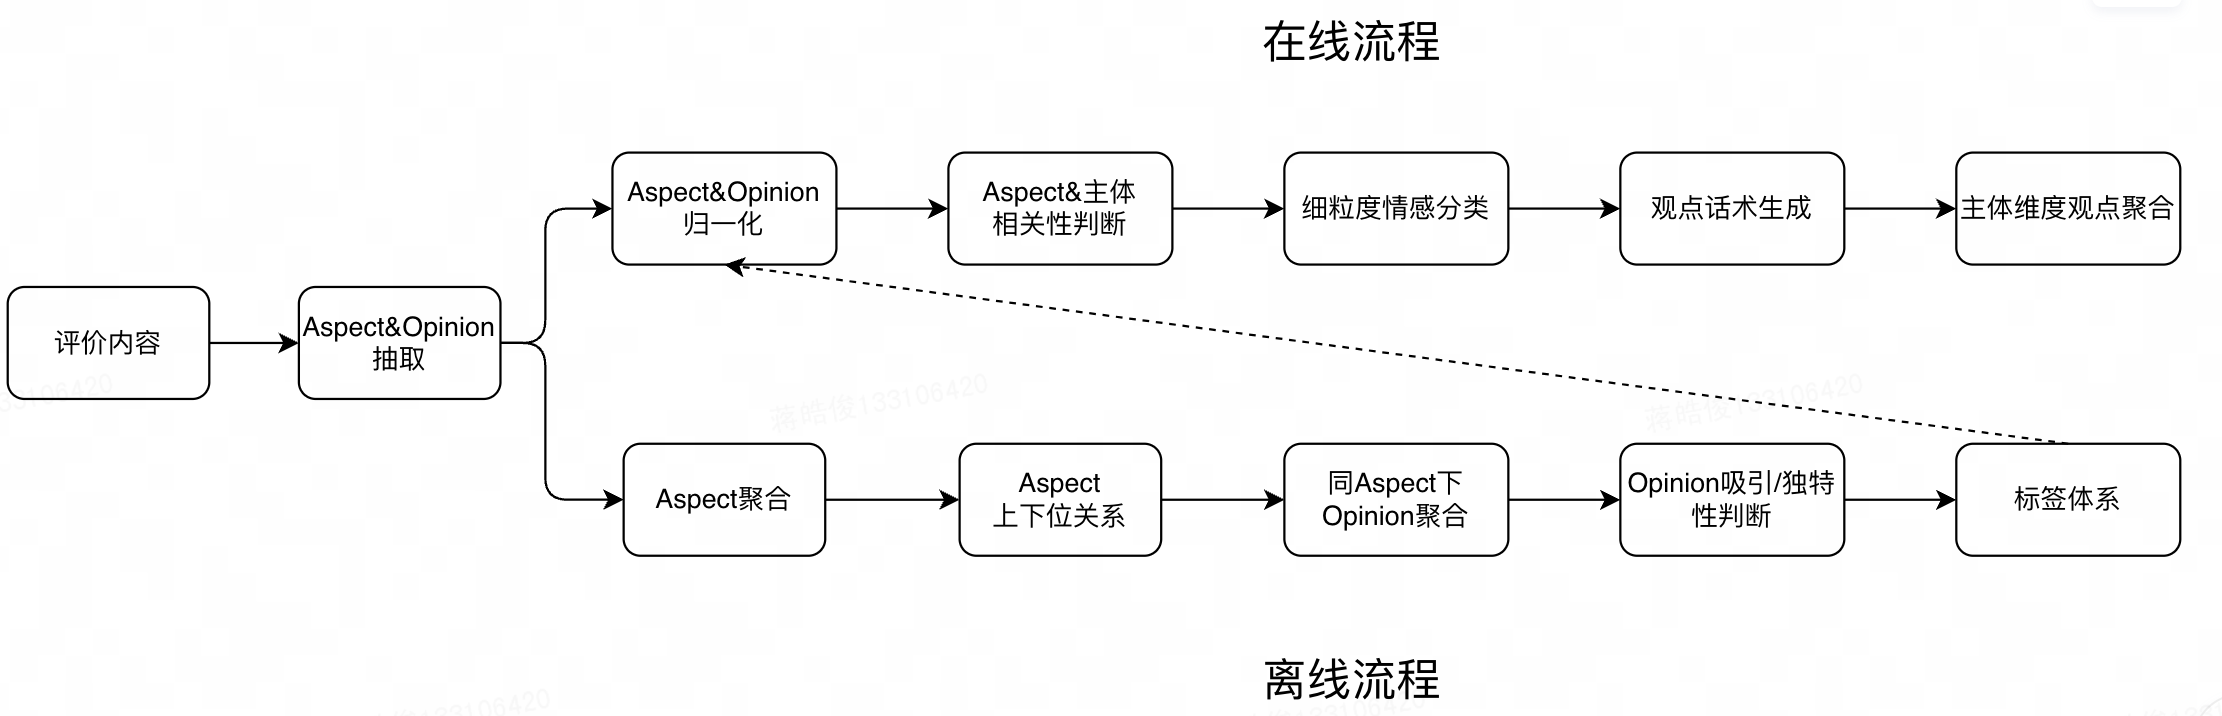 在线流程
Aspect&Opinion
归一化
Aspect&主体
相关性判断
细粒度情感分类
观点话术生成
主体维度观点聚合
评价内容
Aspect&Opinion
抽取
33106420
蒋皓俊133106420
蒋皓俊133106420
Aspect聚合
Aspect
上下位关系
同Aspect下
Opinion聚合
Opinion吸引/独特
性判断
标签体系
离线流程